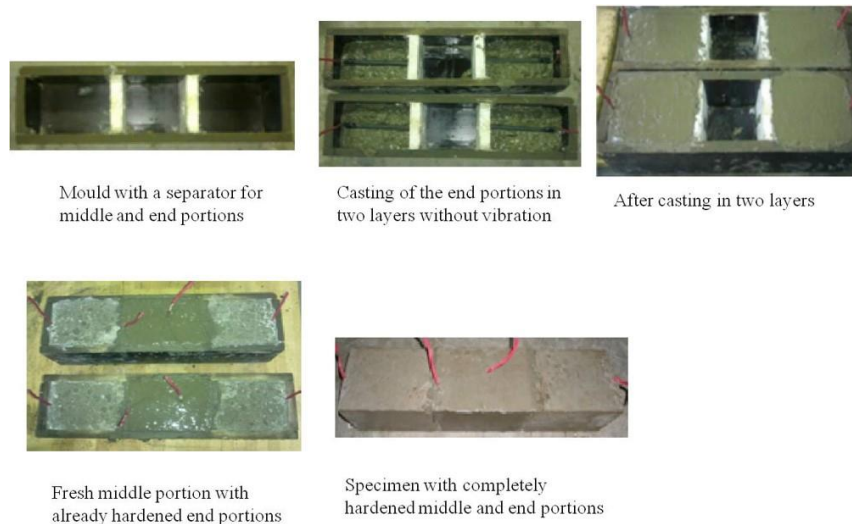 Mould with a separator for
middle and end portions
Casting of the end portions in
two layers without vibration
After casting in two layers
Fresh middle portion with
already hardened end portions
Specimen with completely
hardened middle and end portions